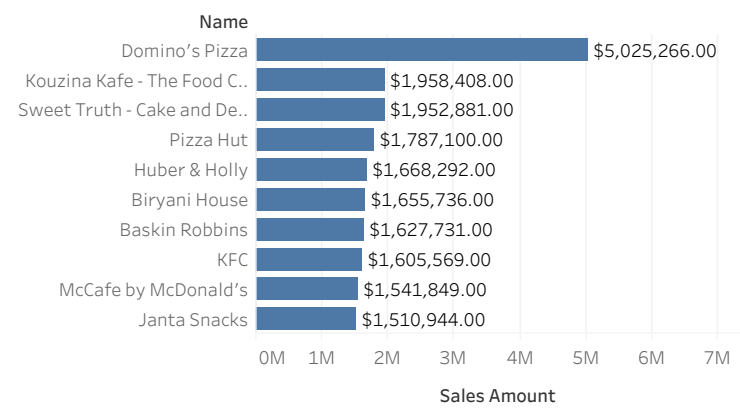 Name
Domino's Pizza $5,025,266.00
Kouzina Kafe - The Food C.. $1,958,408.00
Sweet Truth - Cake and De.. $1,952,881.00
Pizza Hut $1,787,100.00
Huber & Holly $1,668,292.00
Biryani House $1,655,736.00
Baskin Robbins $1,627,731.00
KFC $1,605,569.00
McCafe by McDonald's $1,541,849.00
Janta Snacks $1,510,944.00
0M 1M 2M 3M 4M 5M 6M 7M
Sales Amount